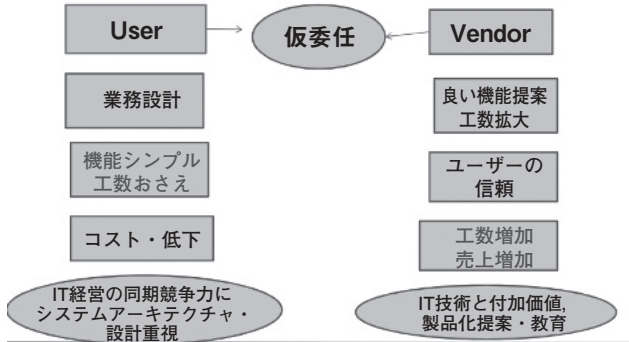 User
仮委任
Vendor
業務設計
機能シンプル
工数おさえ
コスト・低下
IT経営の同期競争力に
システムアーキテクチャ・
設計重視
良い機能提案
工数拡大
ユーザーの
信頼
工数増加
売上増加
IT技術と付加価値,
製品化提案・教育